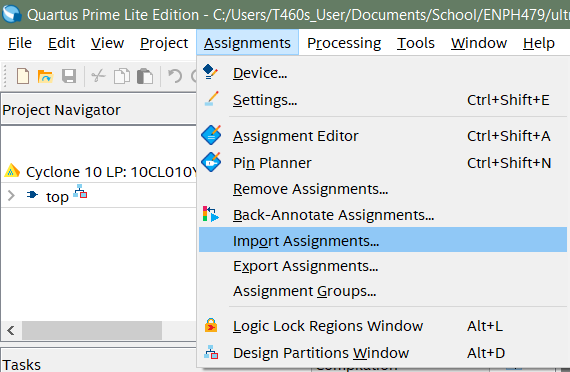 Quartus Prime Lite Edition - C:/Users/T460s_User/Documents/School/ENPH479/ultr
File Edit View Project Assignments Processing Tools Window Help
Device...
Settings... Ctrl+Shift+E
Project Navigator
Assignment Editor Ctrl+Shift+A
Pin Planner Ctrl+Shift+N
Cyclone 10 LP: 10CL010Y
Remove Assignments...
top
Back-Annotate Assignments...
Import Assignments...
Export Assignments...
Assignment Groups...
Logic Lock Regions Window Alt+L
Design Partitions Window Alt+D
Tasks